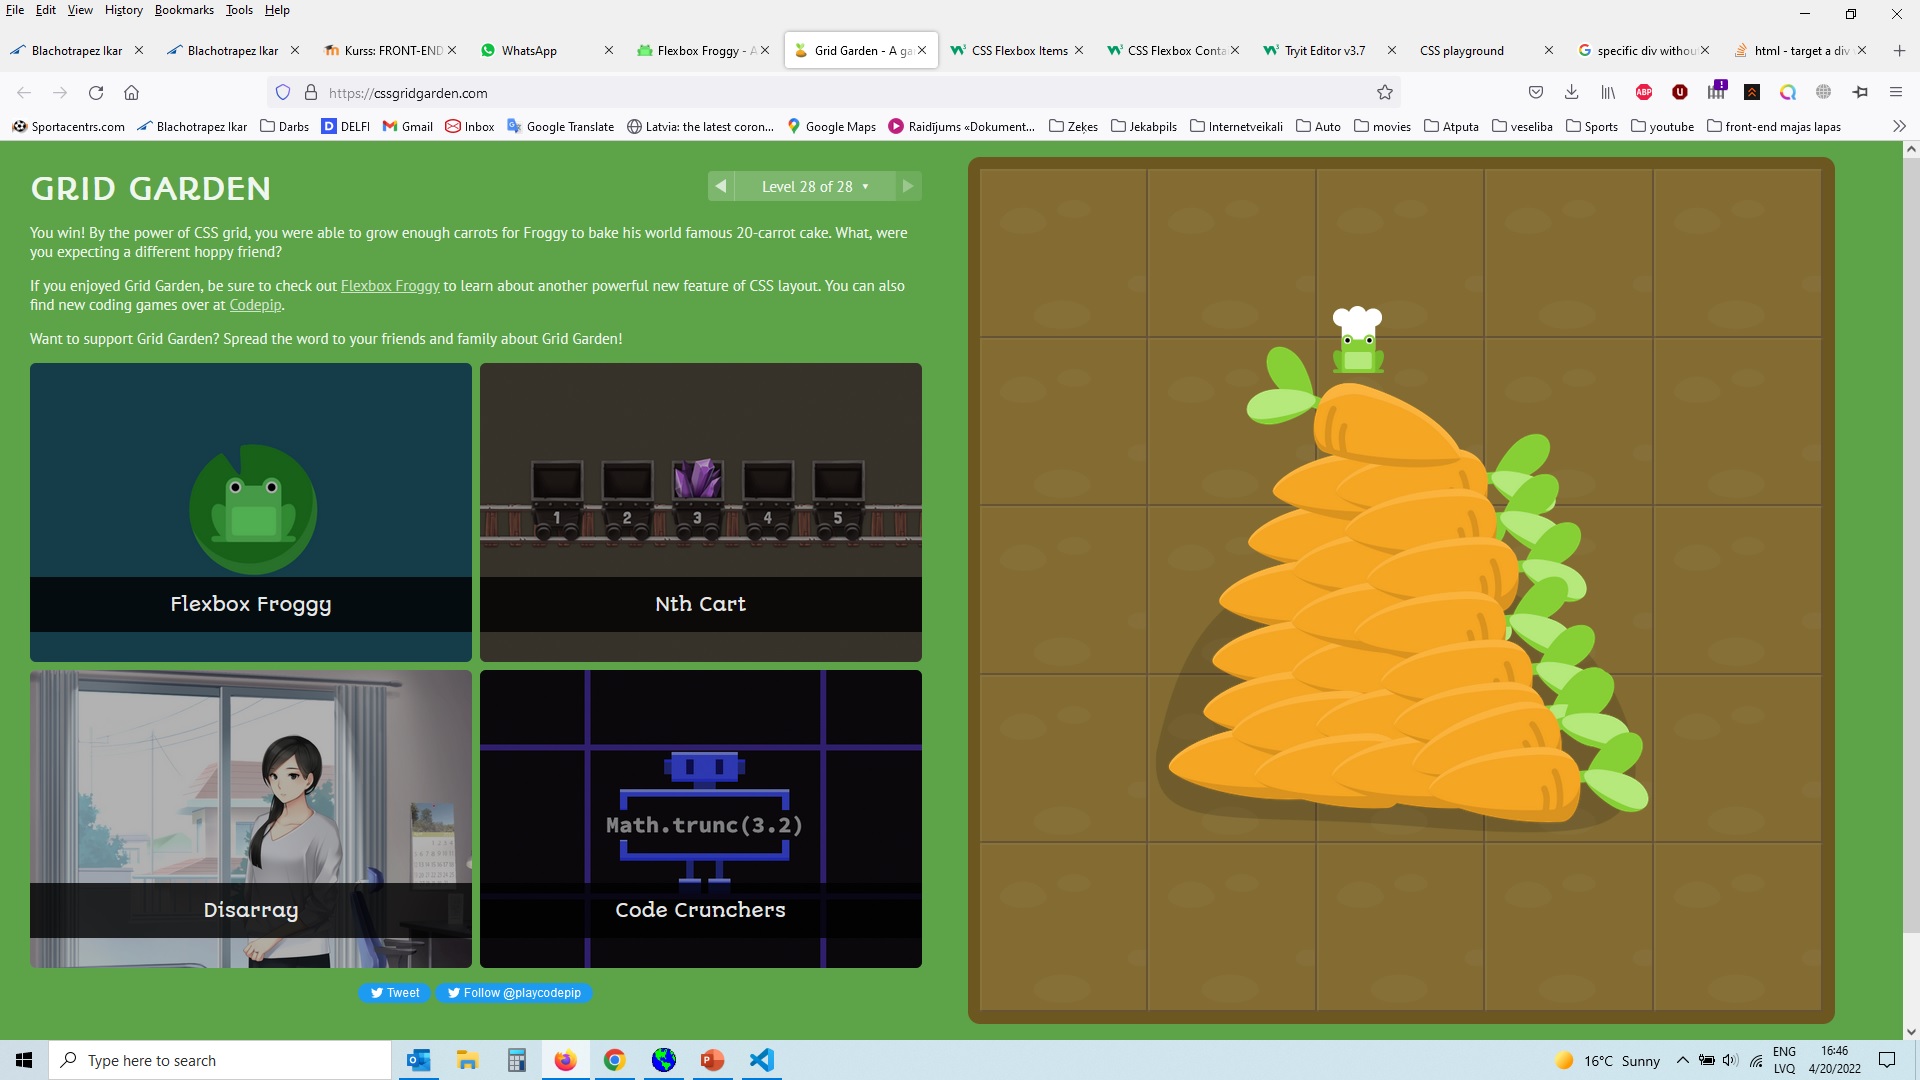 File Edit View History Bookmarks Tools Help
Blachotrapez Ikar
Blachotrapez Ikar
Kurss: FRONT-END
WhatsApp
Flexbox Froggy - A
Grid Garden - A ga
CSS Flexbox Items
CSS Flexbox Conta
Tryit Editor v3.7
CSS playground
specific div withou
html - target a div
https://cssgridgarden.com
ABP
Sportacentrs.com
Blachotrapez Ikar
Darbs
DELFI
Gmail
Inbox
Google Translate
Latvia: the latest coron...
Google Maps
Raidījums «Dokument...
Zeķes
Jekabpils
Internetveikali
Auto
movies
Atputa
veseliba
Sports
youtube
front-end majas lapas
GRID GARDEN
Level 28 of 28
You win! By the power of CSS grid, you were able to grow enough carrots for Froggy to bake his world famous 20-carrot cake. What, were
you expecting a different hoppy friend?
If you enjoyed Grid Garden, be sure to check out Flexbox Froggy to learn about another powerful new feature of CSS layout. You can also
find new coding games over at Codepip.
Want to support Grid Garden? Spread the word to your friends and family about Grid Garden!
1 2 3 4 5
Flexbox Froggy
Nth Cart
Math.trunc(3.2)
Disarray
Code Crunchers
Tweet
Follow @playcodepip
Type here to search
16°C Sunny
ENG
LVQ
16:46
4/20/2022